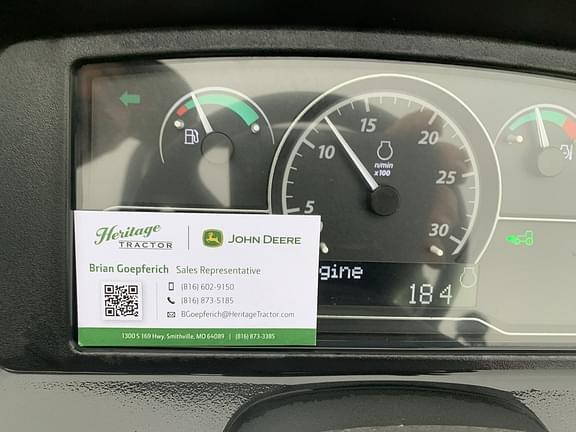 15
10
20
n/min
x100
25
5
30
Heritage
TRACTOR
JOHN DEERE
Brian Goepferich Sales Representative
(816) 602-9150
(816) 873-5185
BGoepferich@HeritageTractor.com
1300 S 169 Hwy, Smithville, MO 64089 | (816) 873-3385
gine
184